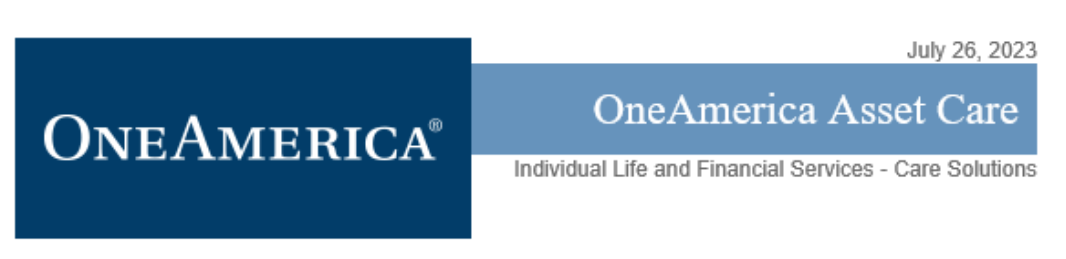 July 26, 2023
ONEAMERICA®
OneAmerica Asset Care
Individual Life and Financial Services - Care Solutions